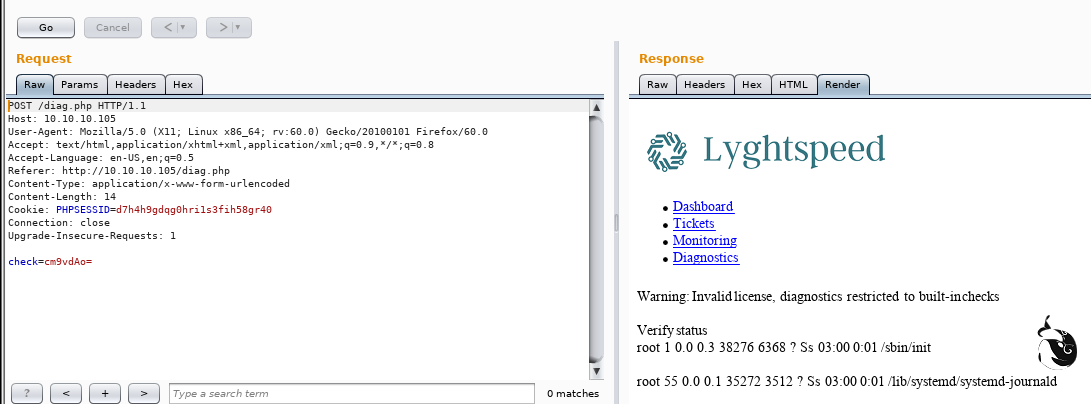 Go
Cancel
<
>
Request
Response
Raw
Params
Headers
Hex
Raw
Headers
Hex
HTML
Render
POST /diag.php HTTP/1.1
Host: 10.10.10.105
User-Agent: Mozilla/5.0 (X11; Linux x86_64; rv:60.0) Gecko/20100101 Firefox/60.0
Accept: text/html,application/xhtml+xml,application/xml;q=0.9,*/*;q=0.8
Accept-Language: en-US,en;q=0.5
Referer: http://10.10.10.105/diag.php
Content-Type: application/x-www-form-urlencoded
Content-Length: 14
Cookie: PHPSESSID=d7h4h9gdqg0hri1s3fih58gr40
Connection: close
Upgrade-Insecure-Requests: 1
check=cm9vdAo=
Lyghtspeed
Dashboard
Tickets
Monitoring
Diagnostics
Warning: Invalid license, diagnostics restricted to built-in checks
Verify status
root 1 0.0 0.3 38276 6368 ? Ss 03:00 0:01 /sbin/init
root 55 0.0 0.1 35272 3512 ? Ss 03:00 0:01 /lib/systemd/systemd-journald
?
<
+
>
Type a search term
0 matches